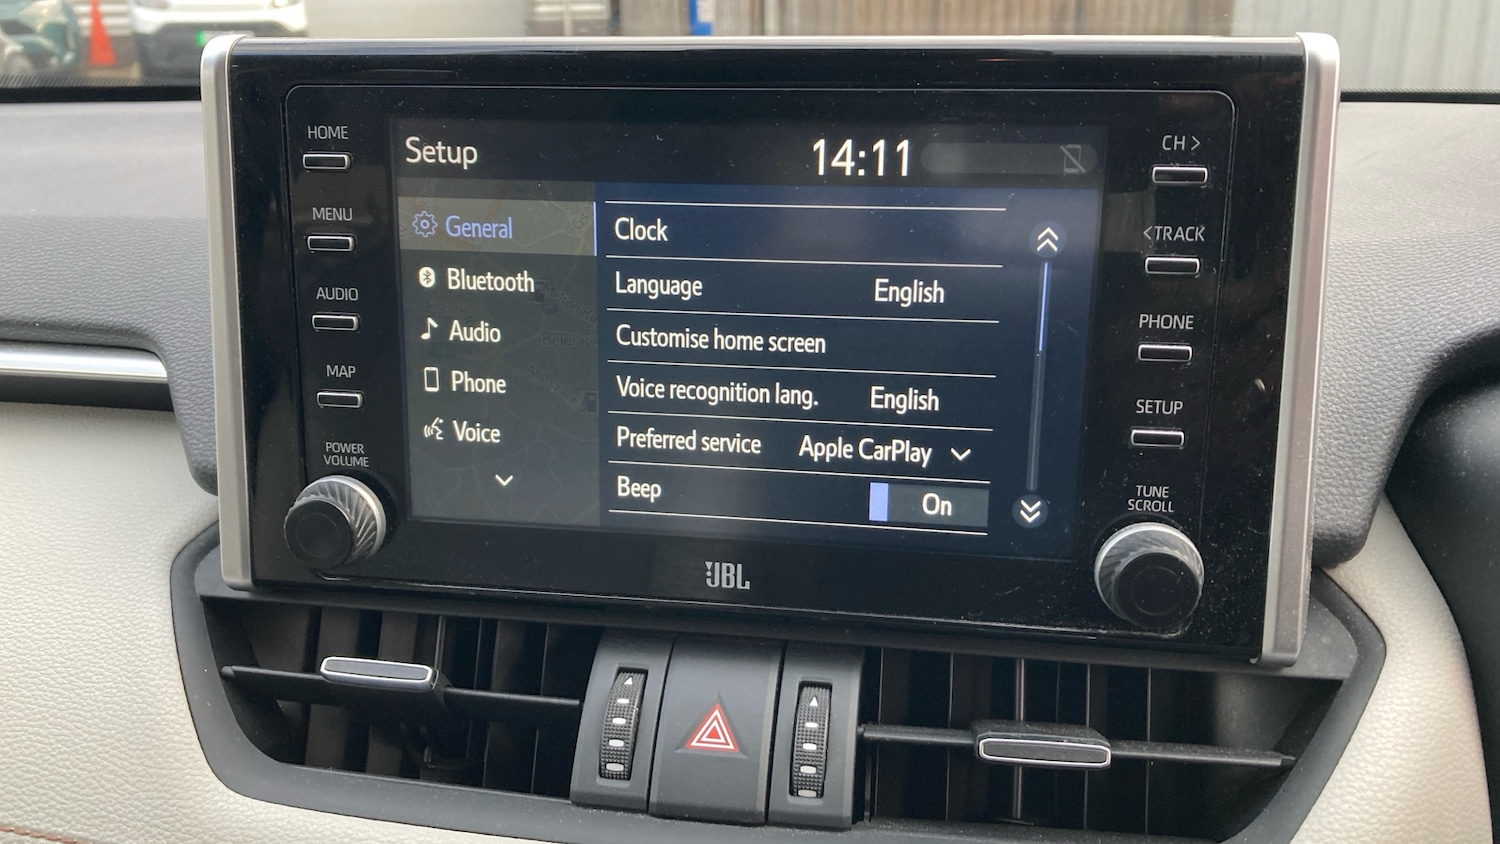 HOME
MENU
AUDIO
MAP
POWER
VOLUME
Setup
14:11
General
Bluetooth
Audio
Phone
Voice
Clock
Language English
Customise home screen
Voice recognition lang. English
Preferred service Apple CarPlay
Beep On
CH >
< TRACK
PHONE
SETUP
TUNE
SCROLL
JBL